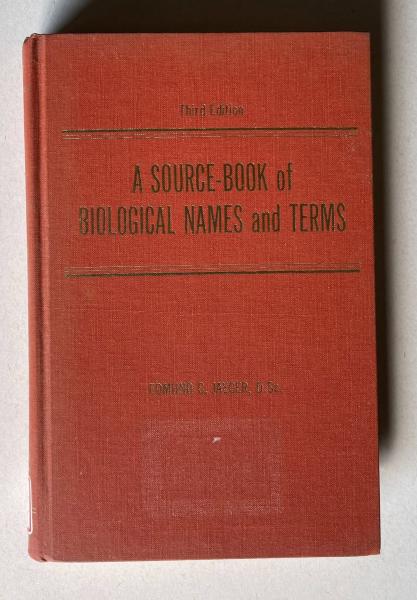 Third Edition
A SOURCE-BOOK of
BIOLOGICAL NAMES and TERMS
EDMUND C. JAEGER, D.Sc.